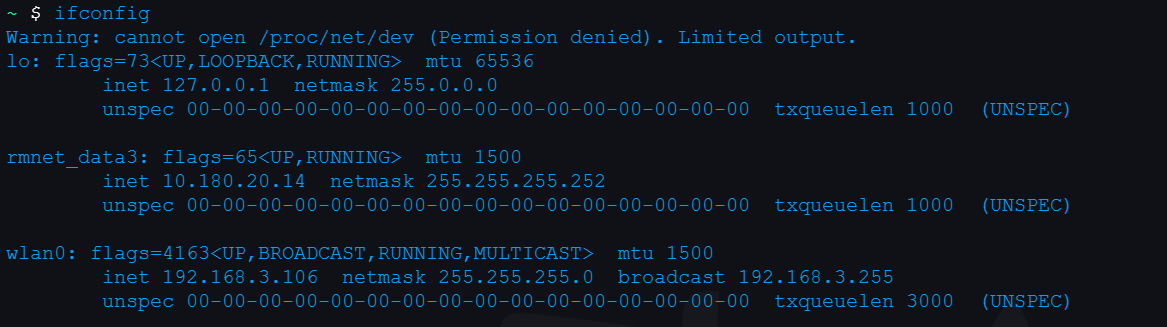 ~ $ ifconfig
Warning: cannot open /proc/net/dev (Permission denied). Limited output.
lo: flags=73<UP,LOOPBACK,RUNNING>  mtu 65536
        inet 127.0.0.1  netmask 255.0.0.0
        unspec 00-00-00-00-00-00-00-00-00-00-00-00-00-00-00-00  txqueuelen 1000  (UNSPEC)

rmnet_data3: flags=65<UP,RUNNING>  mtu 1500
        inet 10.180.20.14  netmask 255.255.255.252
        unspec 00-00-00-00-00-00-00-00-00-00-00-00-00-00-00-00  txqueuelen 1000  (UNSPEC)

wlan0: flags=4163<UP,BROADCAST,RUNNING,MULTICAST>  mtu 1500
        inet 192.168.3.106  netmask 255.255.255.0  broadcast 192.168.3.255
        unspec 00-00-00-00-00-00-00-00-00-00-00-00-00-00-00-00  txqueuelen 3000  (UNSPEC)